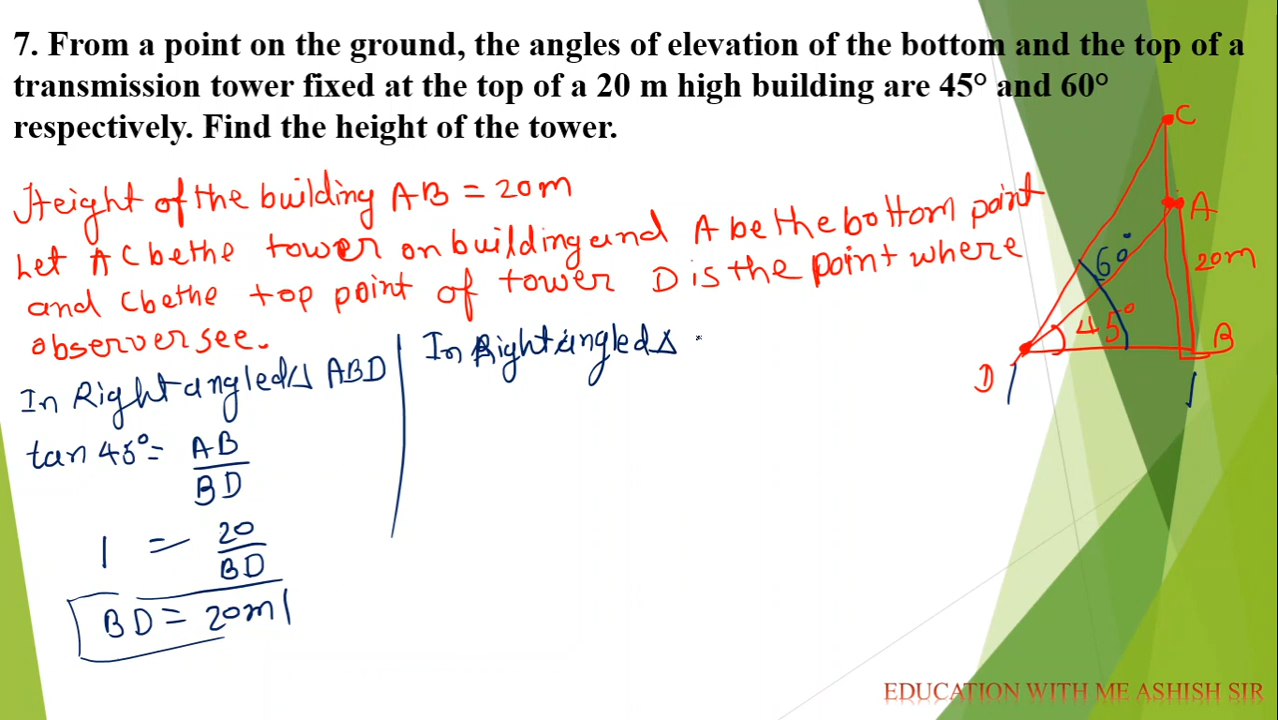 7. From a point on the ground, the angles of elevation of the bottom and the top of a
transmission tower fixed at the top of a 20 m high building are 45° and 60°
respectively. Find the height of the tower.
Height of the building AB = 20m
Let AC be the tower on building and A be the bottom point
and C be the top point of tower D is the point where
observer see.
In Right angled Δ ABD
tan 45° = AB/BD
1 = 20/BD
BD = 20m
In Right angled Δ
C
A
60°
20m
45°
B
D
EDUCATION WITH ME ASHISH SIR